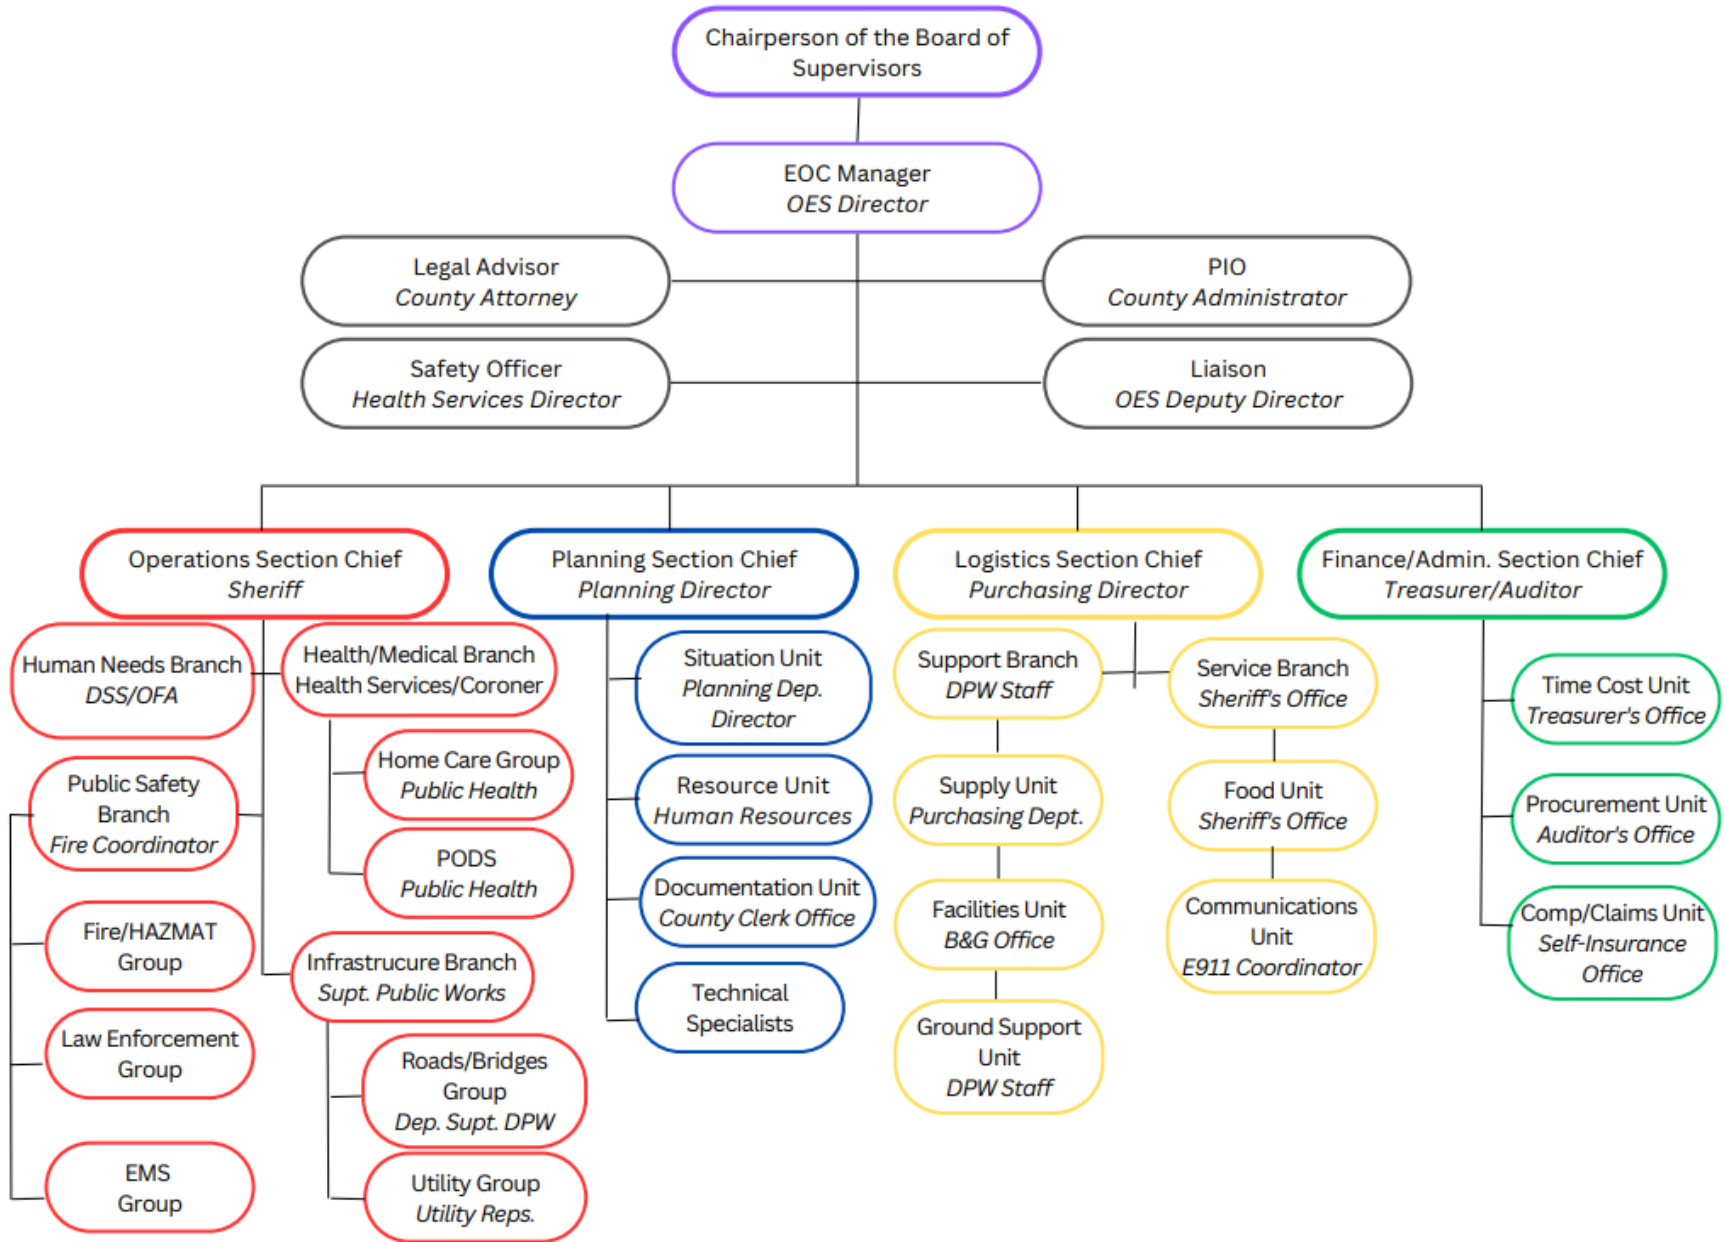 Chairperson of the Board of
Supervisors
EOC Manager
OES Director
Legal Advisor
County Attorney
PIO
County Administrator
Safety Officer
Health Services Director
Liaison
OES Deputy Director
Operations Section Chief
Sheriff
Human Needs Branch
DSS/OFA
Health/Medical Branch
Health Services/Coroner
Home Care Group
Public Health
PODS
Public Health
Public Safety
Branch
Fire Coordinator
Fire/HAZMAT
Group
Law Enforcement
Group
EMS
Group
Infrastrucure Branch
Supt. Public Works
Roads/Bridges
Group
Dep. Supt. DPW
Utility Group
Utility Reps.
Planning Section Chief
Planning Director
Situation Unit
Planning Dep.
Director
Resource Unit
Human Resources
Documentation Unit
County Clerk Office
Technical
Specialists
Logistics Section Chief
Purchasing Director
Support Branch
DPW Staff
Supply Unit
Purchasing Dept.
Facilities Unit
B&G Office
Ground Support
Unit
DPW Staff
Service Branch
Sheriff's Office
Food Unit
Sheriff's Office
Communications
Unit
E911 Coordinator
Finance/Admin. Section Chief
Treasurer/Auditor
Time Cost Unit
Treasurer's Office
Procurement Unit
Auditor's Office
Comp/Claims Unit
Self-Insurance
Office